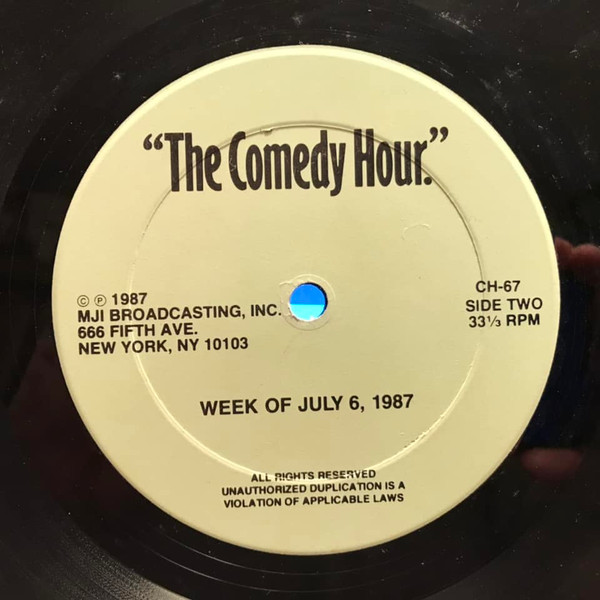 “The Comedy Hour.”
© ℗ 1987
MJI BROADCASTING, INC.
666 FIFTH AVE.
NEW YORK, NY 10103
CH-67
SIDE TWO
33⅓ RPM
WEEK OF JULY 6, 1987
ALL RIGHTS RESERVED
UNAUTHORIZED DUPLICATION IS A
VIOLATION OF APPLICABLE LAWS